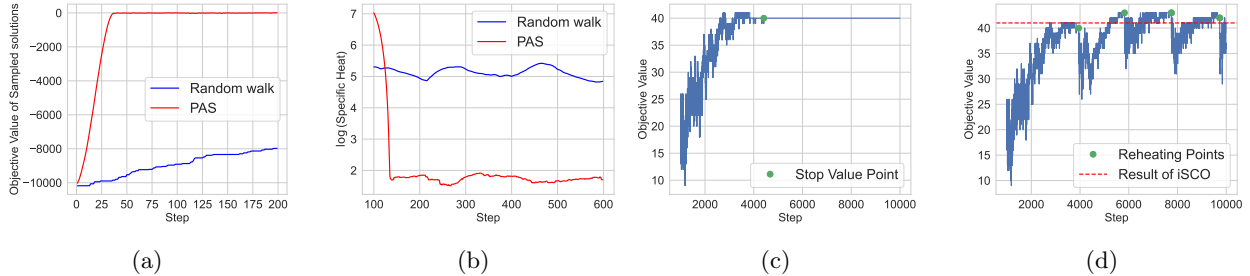 Objective Value of Sampled solutions
0
−2000
−4000
−6000
−8000
−10000
Random walk
PAS
1 25 50 75 100 125 150 175 200
Step
(a)
log (Specific Heat)
7
6
5
4
3
2
Random walk
PAS
100 200 300 400 500 600
Step
(b)
Objective Value
40
35
30
25
20
15
10
Stop Value Point
2000 4000 6000 8000 10000
Step
(c)
Objective Value
45
40
35
30
25
20
15
10
Reheating Points
Result of iSCO
2000 4000 6000 8000 10000
Step
(d)